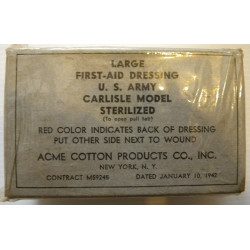 LARGE
FIRST-AID DRESSING
U. S. ARMY
CARLISLE MODEL
STERILIZED
(To open pull tab)
RED COLOR INDICATES BACK OF DRESSING
PUT OTHER SIDE NEXT TO WOUND
ACME COTTON PRODUCTS CO., INC.
NEW YORK, N. Y.
CONTRACT DATED JANUARY 10, 1942